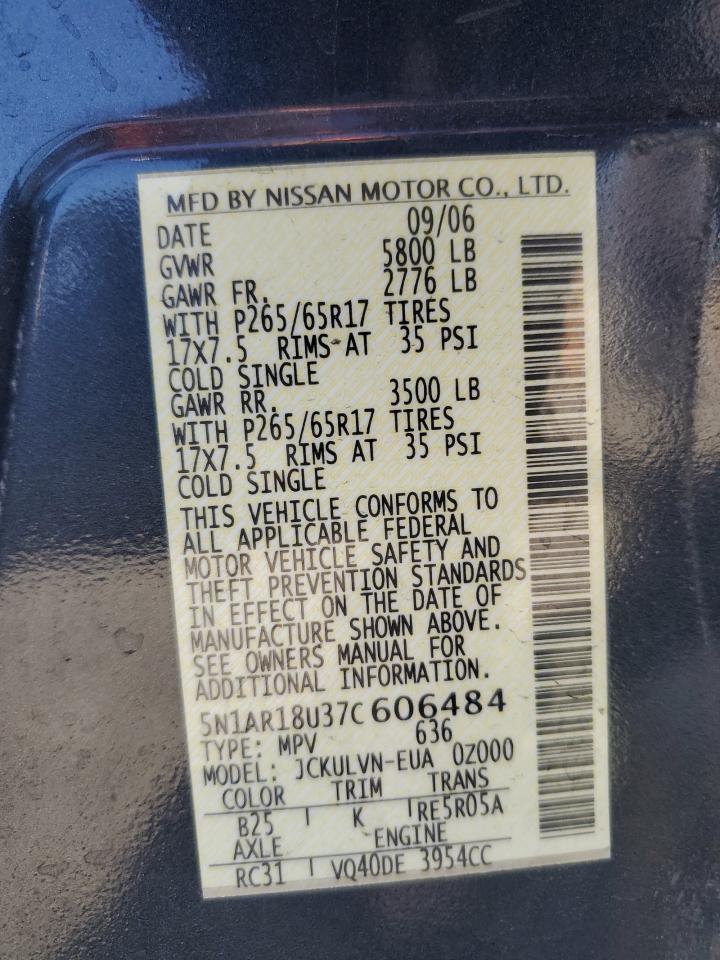 MFD BY NISSAN MOTOR CO., LTD.
DATE 09/06
GVWR 5800 LB
GAWR FR. 2776 LB
WITH P265/65R17 TIRES
17X7.5 RIMS AT 35 PSI
COLD SINGLE
GAWR RR. 3500 LB
WITH P265/65R17 TIRES
17X7.5 RIMS AT 35 PSI
COLD SINGLE
THIS VEHICLE CONFORMS TO
ALL APPLICABLE FEDERAL
MOTOR VEHICLE SAFETY AND
THEFT PREVENTION STANDARDS
IN EFFECT ON THE DATE OF
MANUFACTURE SHOWN ABOVE.
SEE OWNERS MANUAL FOR
ADDITIONAL INFORMATION.
5N1AR18U37C606484
TYPE: MPV 636
MODEL: JCKULVN-EUA 0Z000
COLOR TRIM TRANS
B25 K RE5R05A
AXLE ENGINE
RC31 VQ40DE 3954CC